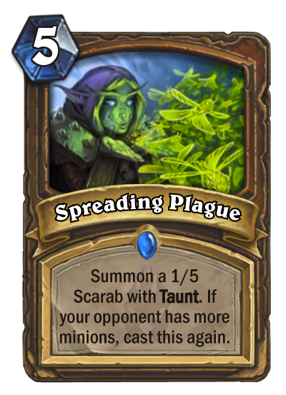 5
Spreading Plague
Summon a 1/5
Scarab with Taunt. If
your opponent has more
minions, cast this again.